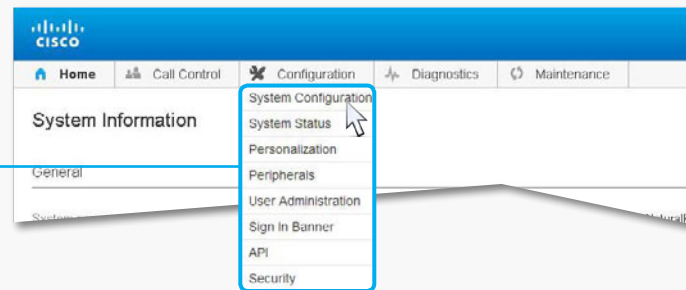 CISCO
Home Call Control Configuration Diagnostics Maintenance
System Information
System Configuration
System Status
Personalization
General
Peripherals
User Administration
Sign In Banner
API
Security